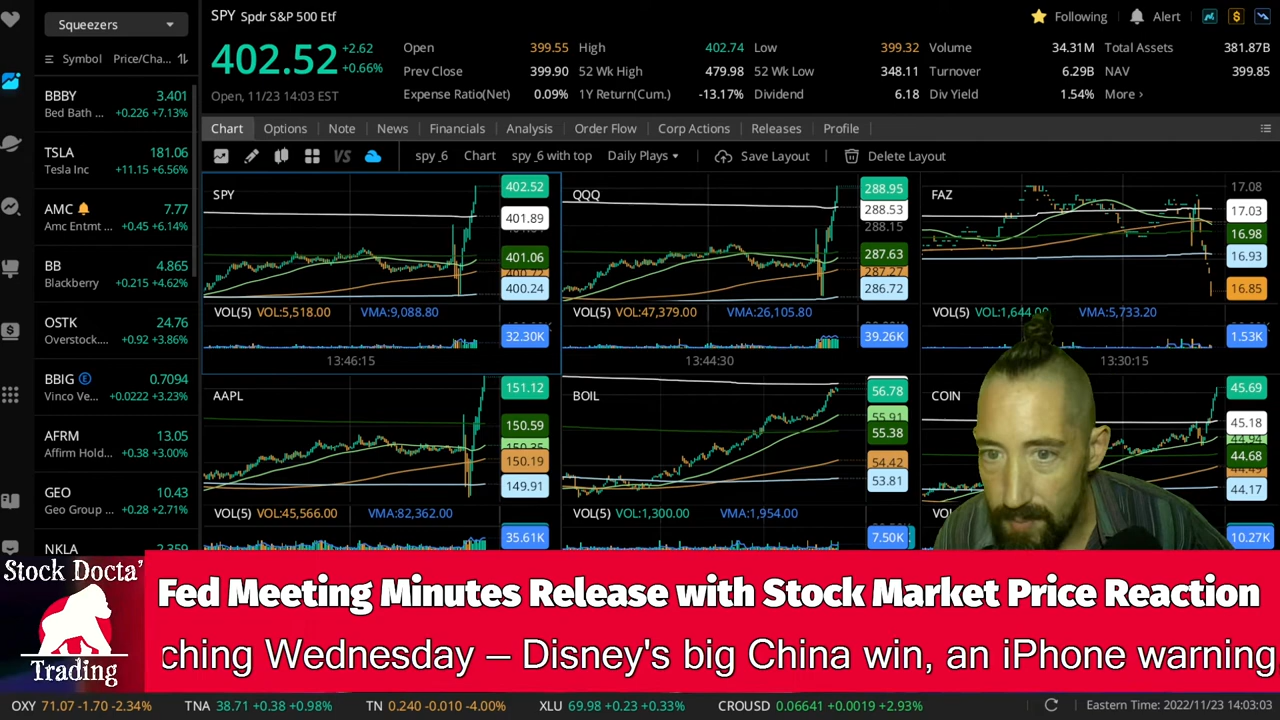 Squeezers
SPY Spdr S&P 500 Etf
Following
Alert
402.52 +2.62 +0.66%
Open, 11/23 14:03 EST
Open 399.55 High 402.74 Low 399.32 Volume 34.31M Total Assets 381.87B
Prev Close 399.90 52 Wk High 479.98 52 Wk Low 348.11 Turnover 6.29B NAV 399.85
Expense Ratio(Net) 0.09% 1Y Return(Cum.) -13.17% Dividend 6.18 Div Yield 1.54% More ›
Symbol Price/Cha...
BBBY 3.401
Bed Bath ... +0.226 +7.13%
TSLA 181.06
Tesla Inc +11.15 +6.56%
AMC 7.77
Amc Entmt ... +0.45 +6.14%
BB 4.865
Blackberry +0.215 +4.62%
OSTK 24.76
Overstock.... +0.92 +3.86%
BBIG E 0.7094
Vinco Ve... +0.0222 +3.23%
AFRM 13.05
Affirm Hold... +0.38 +3.00%
GEO 10.43
Geo Group ... +0.28 +2.71%
NKLA 2.359
Chart Options Note News Financials Analysis Order Flow Corp Actions Releases Profile
VS spy_6 Chart spy_6 with top Daily Plays Save Layout Delete Layout
SPY
402.52
401.89
401.06
400.24
VOL(5) VOL:5,518.00 VMA:9,088.80
32.30K
13:46:15
QQQ
288.95
288.53
288.15
287.63
287.27
286.72
VOL(5) VOL:47,379.00 VMA:26,105.80
39.26K
13:44:30
FAZ
17.08
17.03
16.98
16.93
16.85
VOL(5) VOL:1,644.00 VMA:5,733.20
1.53K
13:30:15
AAPL
151.12
150.59
150.35
150.19
149.91
VOL(5) VOL:45,566.00 VMA:82,362.00
35.61K
BOIL
56.78
55.91
55.38
54.42
53.81
VOL(5) VOL:1,300.00 VMA:1,954.00
7.50K
COIN
45.69
45.18
44.94
44.68
44.17
10.27K
Stock Docta'
Trading
Fed Meeting Minutes Release with Stock Market Price Reaction
ching Wednesday – Disney's big China win, an iPhone warning
OXY 71.07 -1.70 -2.34% TNA 38.71 +0.38 +0.98% TN 0.240 -0.010 -4.00% XLU 69.98 +0.23 +0.33% CROUSD 0.06641 +0.0019 +2.93% Eastern Time: 2022/11/23 14:03:03